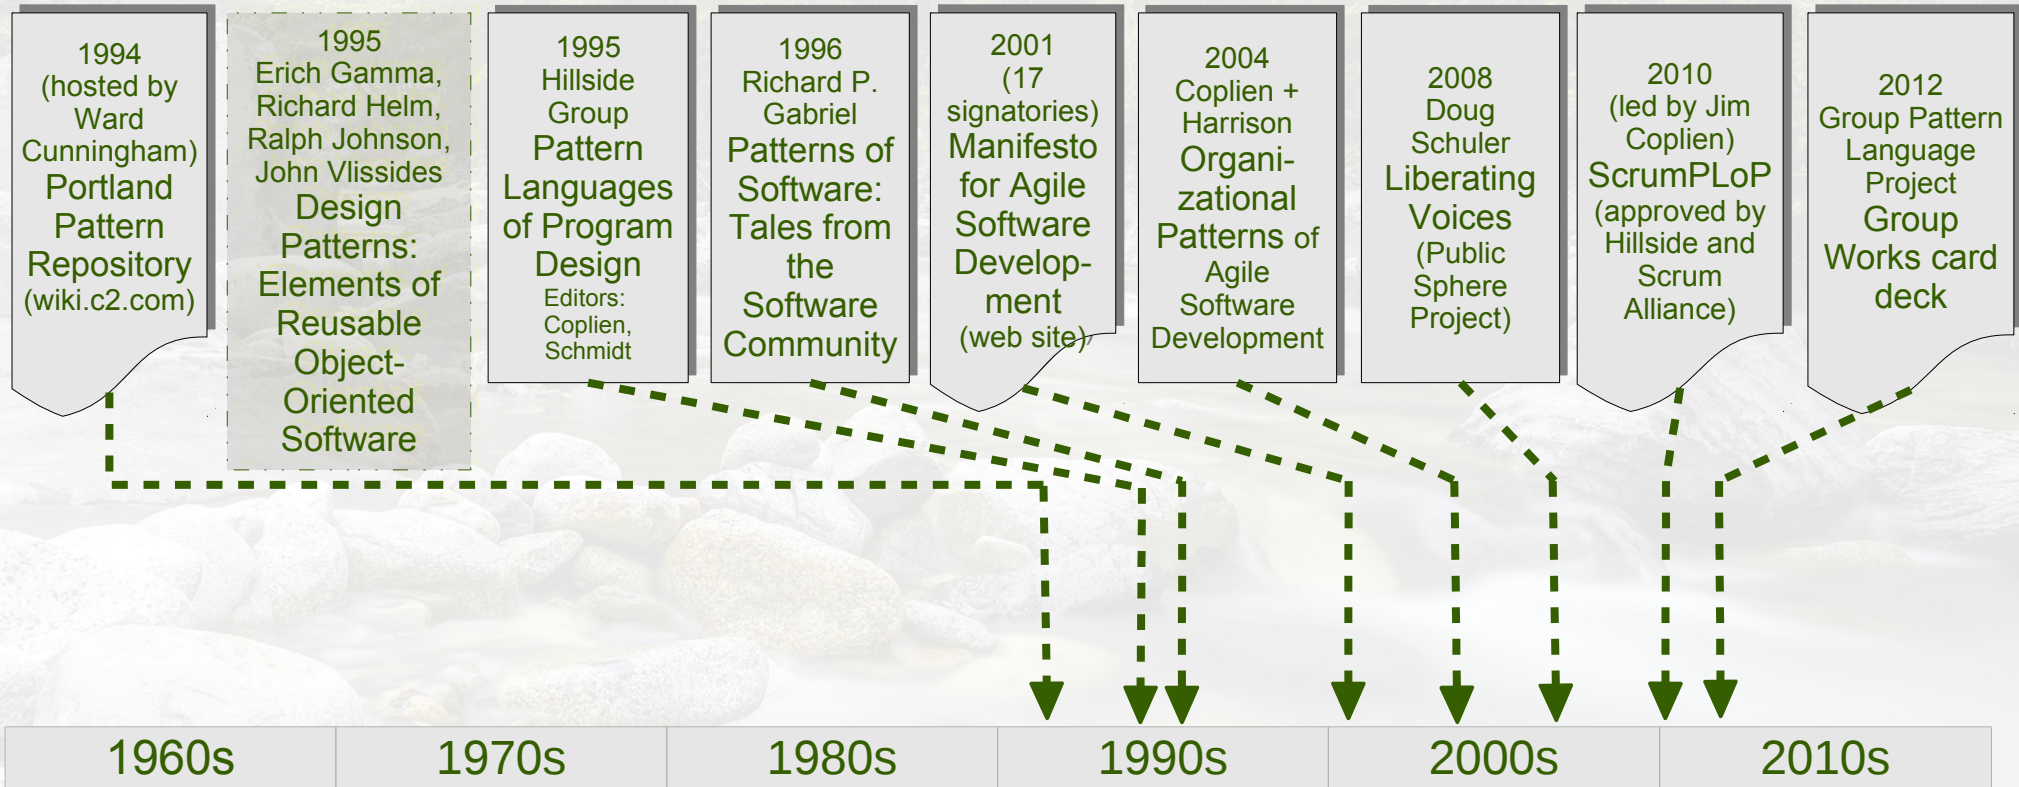 1994
(hosted by
Ward
Cunningham)
Portland
Pattern
Repository
(wiki.c2.com)
1995
Erich Gamma,
Richard Helm,
Ralph Johnson,
John Vlissides
Design
Patterns:
Elements of
Reusable
Object-
Oriented
Software
1995
Hillside
Group
Pattern
Languages
of Program
Design
Editors:
Coplien,
Schmidt
1996
Richard P.
Gabriel
Patterns of
Software:
Tales from
the
Software
Community
2001
(17
signatories)
Manifesto
for Agile
Software
Develop-
ment
(web site)
2004
Coplien +
Harrison
Organi-
zational
Patterns of
Agile
Software
Development
2008
Doug
Schuler
Liberating
Voices
(Public
Sphere
Project)
2010
(led by Jim
Coplien)
ScrumPLoP
(approved by
Hillside and
Scrum
Alliance)
2012
Group Pattern
Language
Project
Group
Works card
deck
1960s
1970s
1980s
1990s
2000s
2010s